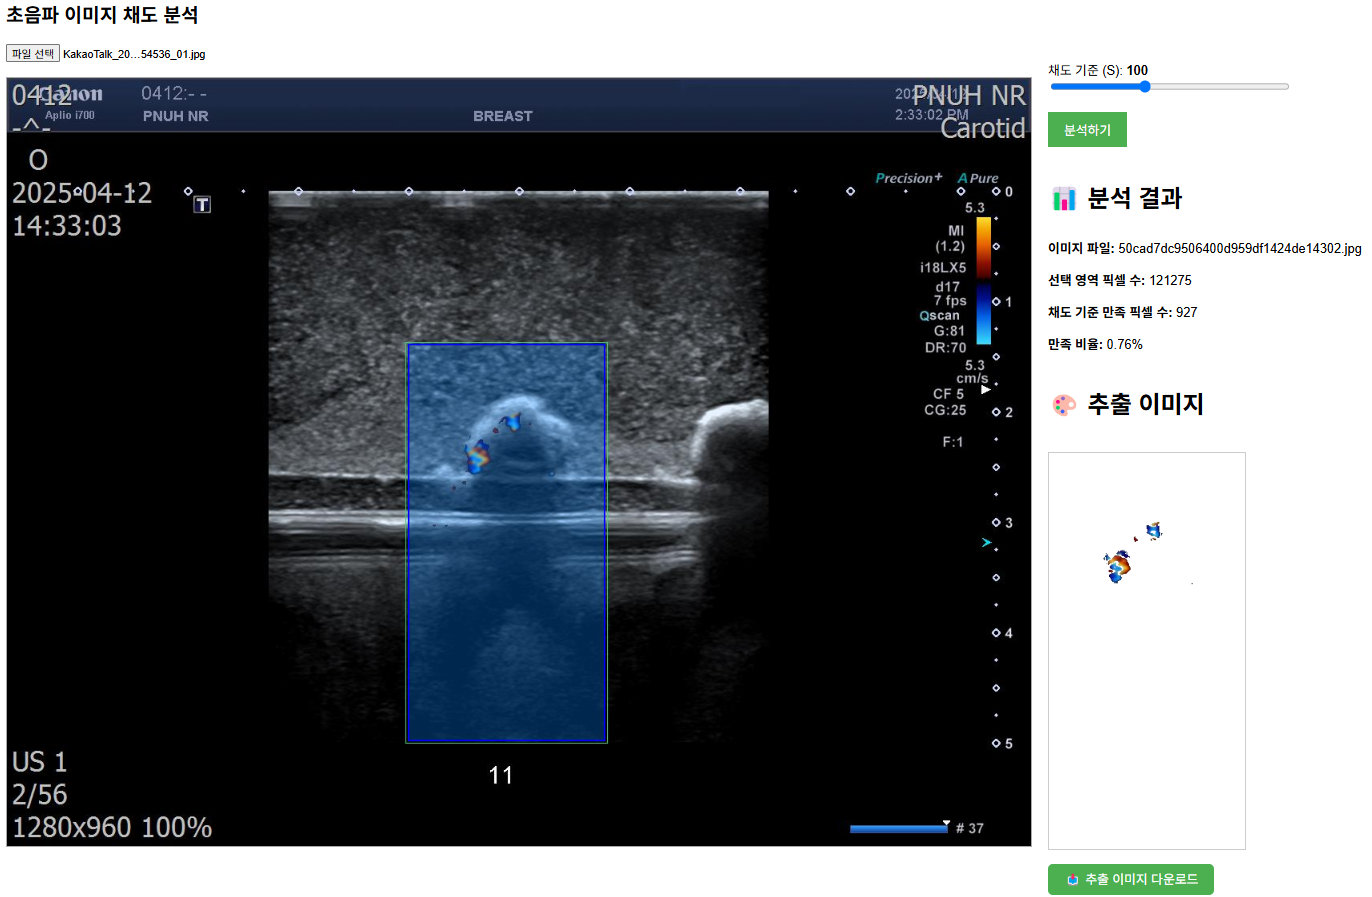 초음파 이미지 채도 분석
파일 선택 KakaoTalk_20...54536_01.jpg
0412
Canon
Aplio i700
-^-
0412:- -
PNUH NR
BREAST
2:33:02 PM
PNUH NR
Carotid
O
2025-04-12
14:33:03
T
Precision+ APure
0
5.3
MI
(1.2)
i18LX5
d17
7 fps
Qscan
G:81
DR:70
1
5.3
cm/s
CF 5
CG:25
2
F:1
3
4
5
11
US 1
2/56
1280x960 100%
# 37
채도 기준 (S): 100
분석하기
📊 분석 결과
이미지 파일: 50cad7dc9506400d959df1424de14302.jpg
선택 영역 픽셀 수: 121275
채도 기준 만족 픽셀 수: 927
만족 비율: 0.76%
🎨 추출 이미지
추출 이미지 다운로드